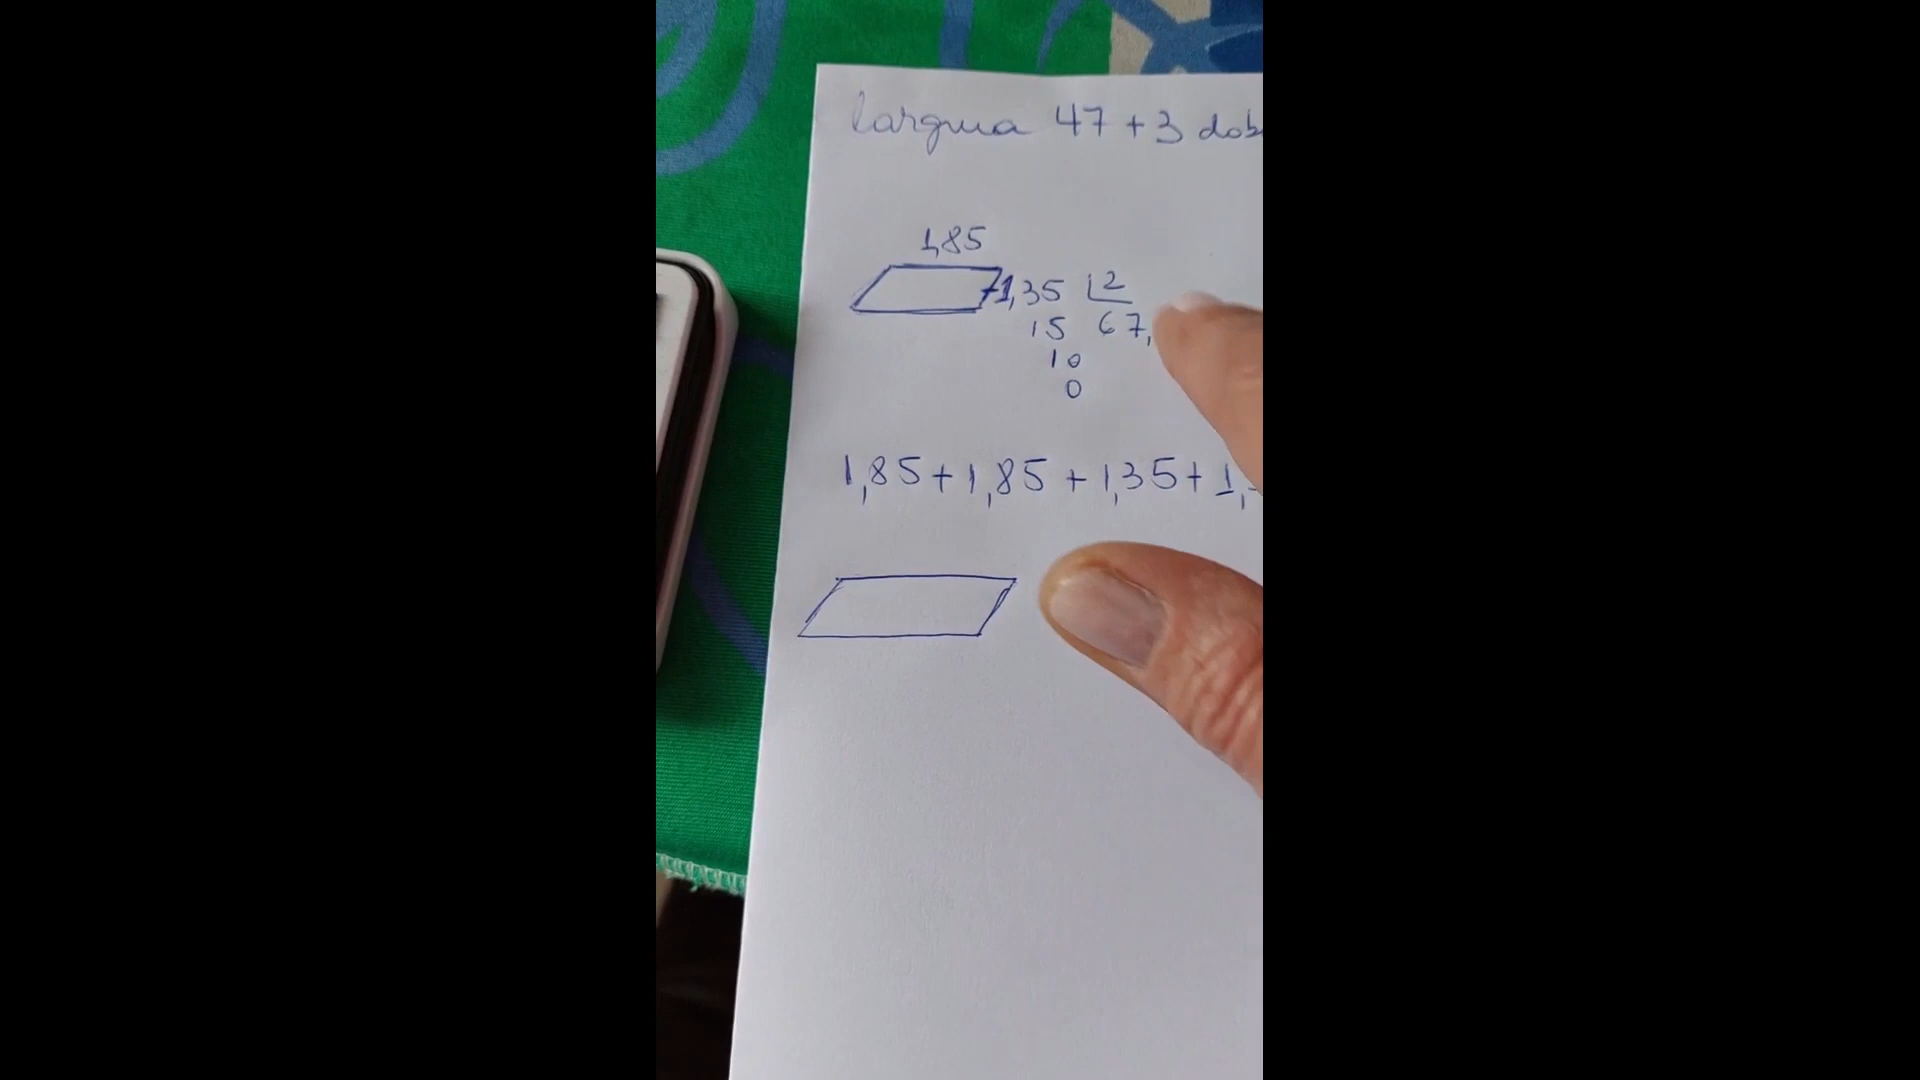 largura 47 + 3 dob
1,85
1,35 2
15 67,
10
0
1,85 + 1,85 + 1,35 + 1,